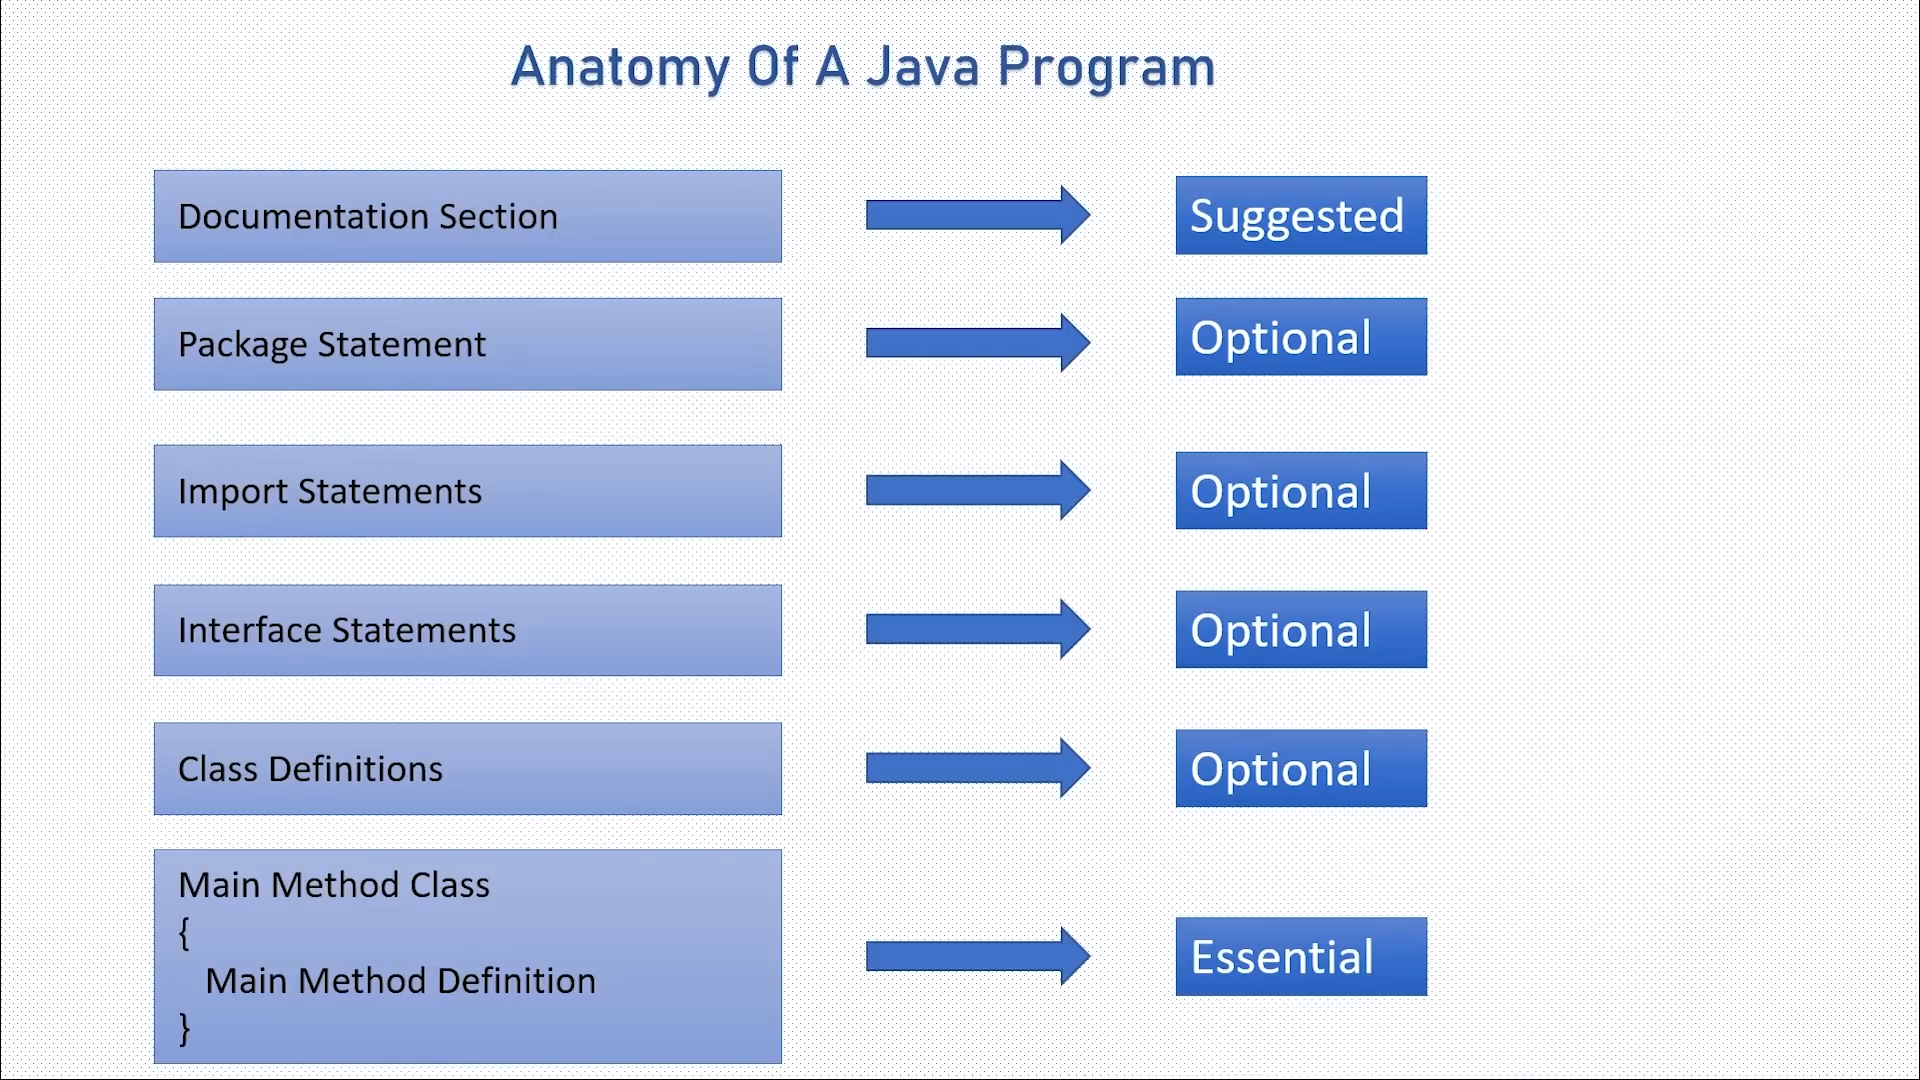 Anatomy Of A Java Program
Documentation Section
Suggested
Package Statement
Optional
Import Statements
Optional
Interface Statements
Optional
Class Definitions
Optional
Main Method Class
{
Main Method Definition
}
Essential